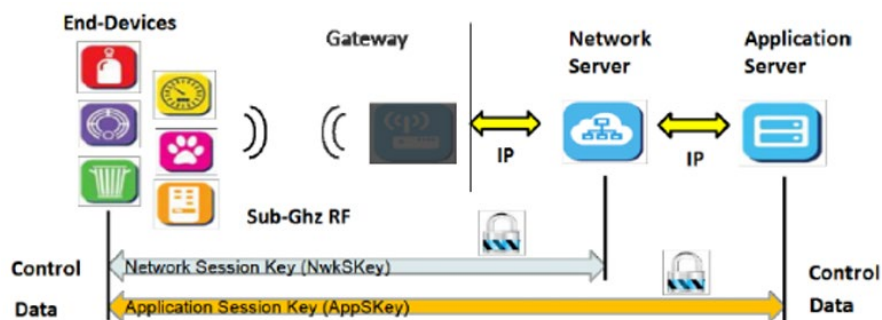 End-Devices
Gateway
Network
Server
Application
Server
IP
IP
Sub-Ghz RF
Control
Network Session Key (NwkSKey)
Control
Data
Application Session Key (AppSKey)
Data